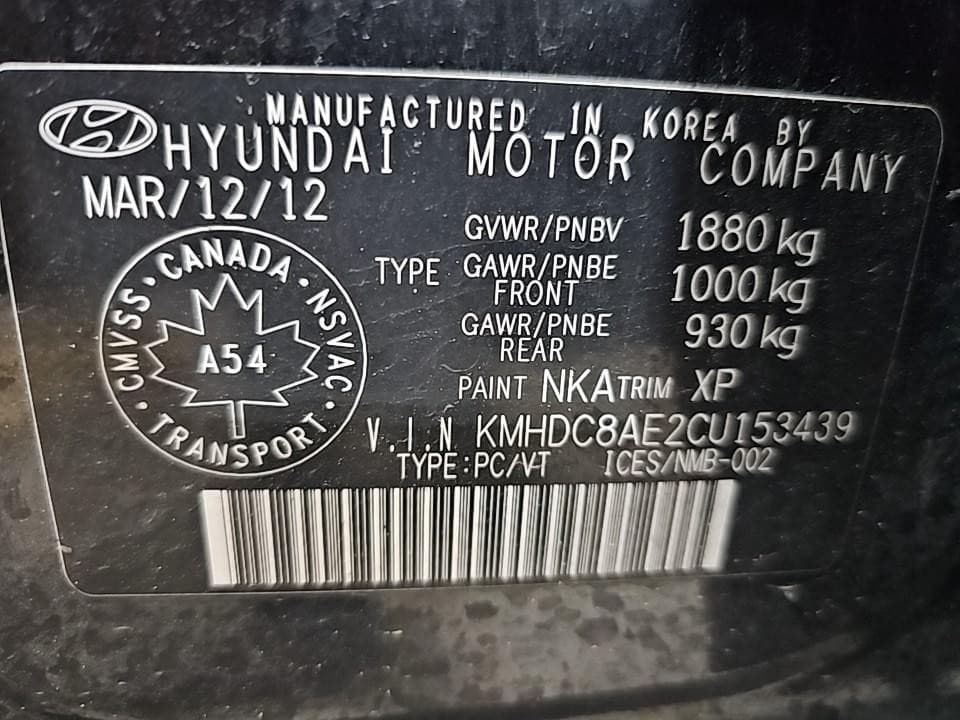 MANUFACTURED IN KOREA BY
HYUNDAI MOTOR COMPANY
MAR/12/12
GVWR/PNBV 1880 kg
TYPE GAWR/PNBE FRONT 1000 kg
GAWR/PNBE REAR 930 kg
PAINT NKA TRIM XP
V.I.N KMHDC8AE2CU153439
TYPE:PC/VT ICES/NMB-002
CANADA · NSVAC · TRANSPORT · CMVSS ·
A54